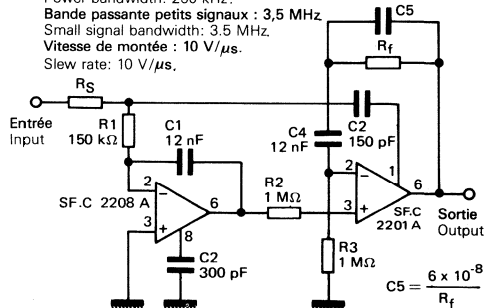 Power bandwidth: 250 kHz.
Bande passante petits signaux : 3,5 MHz
Small signal bandwidth: 3.5 MHz.
Vitesse de montée : 10 V/µs.
Slew rate: 10 V/µs.
C5
Rf
RS
Entrée
Input
R1
150 kΩ
C1
12 nF
C4
12 nF
C2
150 pF
2
−
SF.C 2208 A
6
3
+
8
R2
1 MΩ
2
−
1
6
3
+
SF.C
2201 A
Sortie
Output
C2
300 pF
R3
1 MΩ
C5 = 6 x 10-8
Rf